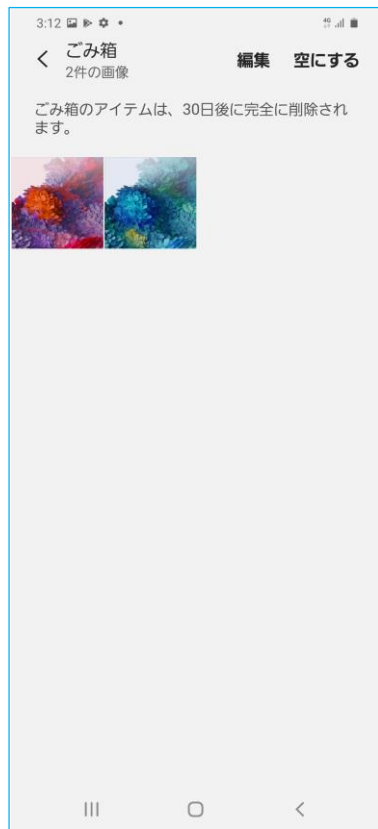 3:12
4G
ごみ箱
2件の画像
編集 空にする
ごみ箱のアイテムは、30日後に完全に削除され
ます。